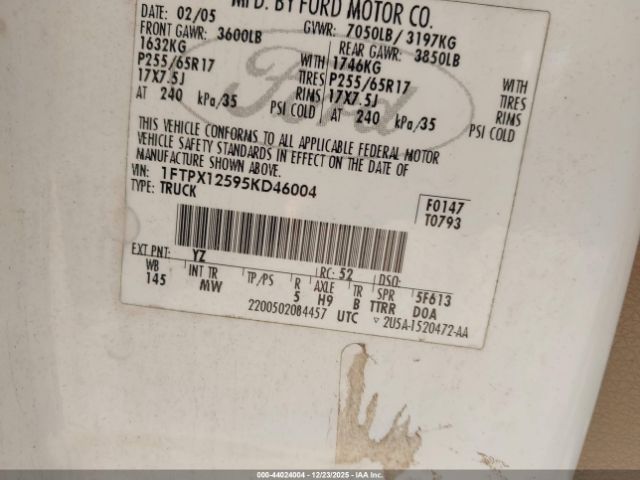 MFD. BY FORD MOTOR CO.
DATE: 02/05 GVWR: 7050LB/ 3197KG
FRONT GAWR: 3600LB REAR GAWR: 3850LB
1632KG 1746KG
P255/65R17 WITH TIRES P255/65R17 WITH
17X7.5J RIMS 17X7.5J TIRES RIMS
AT 240 kPa/35 PSI COLD AT 240 kPa/35 PSI COLD
THIS VEHICLE CONFORMS TO ALL APPLICABLE FEDERAL MOTOR
VEHICLE SAFETY STANDARDS IN EFFECT ON THE DATE OF
MANUFACTURE SHOWN ABOVE.
VIN: 1FTPX12595KD46004
TYPE: TRUCK
F0147
T0793
EXT PNT: YZ RC: 52 DSO:
WB INT TR TP/PS R AXLE TR SPR 5F613
145 MW 5 H9 B TTRR DOA
2200502084457 UTC ▽ 2U5A-1520472-AA
Ford
000-44024004 - 12/23/2025 - IAA